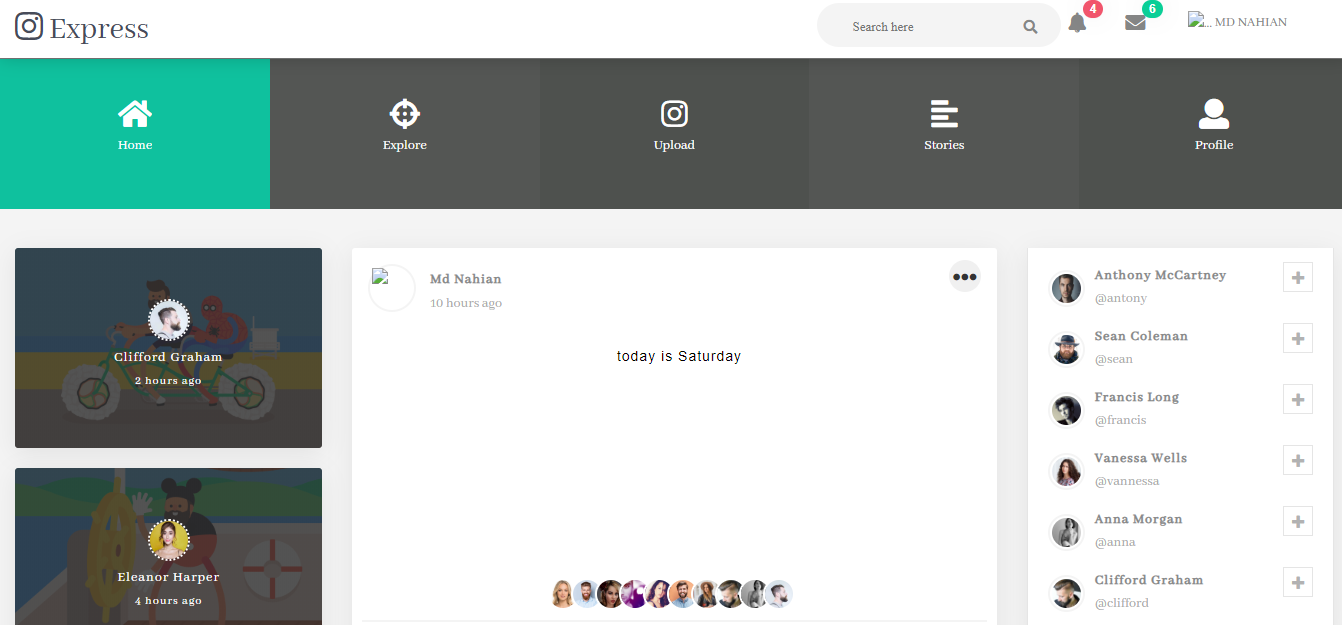 Express
Search here
4
6
... MD NAHIAN
Home
Explore
Upload
Stories
Profile
Clifford Graham
2 hours ago
Eleanor Harper
4 hours ago
Md Nahian
10 hours ago
today is Saturday
Anthony McCartney
@antony
Sean Coleman
@sean
Francis Long
@francis
Vanessa Wells
@vannessa
Anna Morgan
@anna
Clifford Graham
@clifford